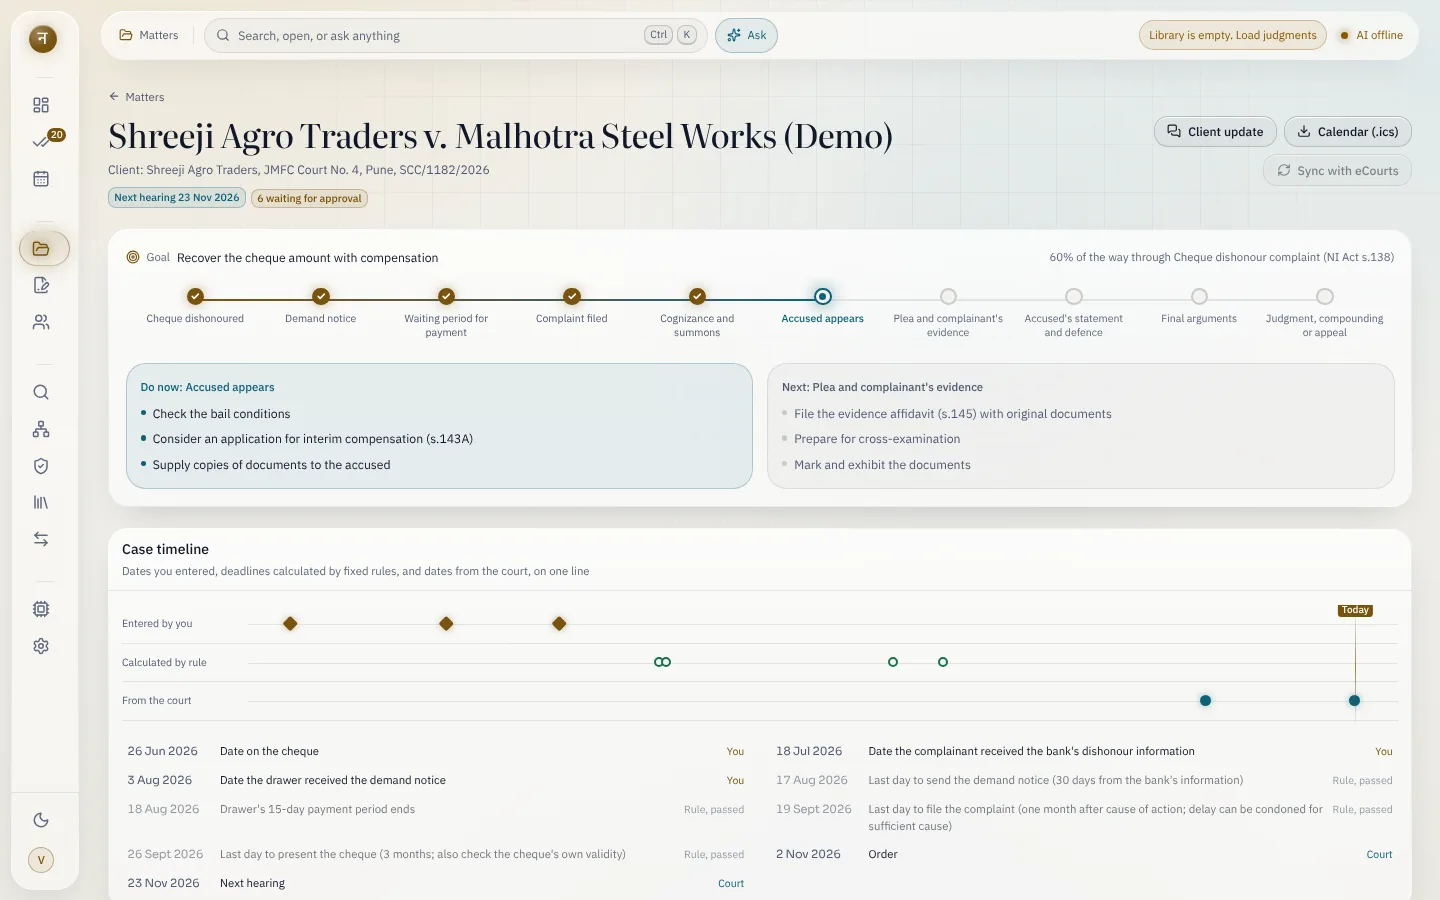 न
Matters
Search, open, or ask anything
Ctrl
K
Ask
Library is empty. Load judgments
AI offline
20
Matters
Shreeji Agro Traders v. Malhotra Steel Works (Demo)
Client update
Calendar (.ics)
Client: Shreeji Agro Traders, JMFC Court No. 4, Pune, SCC/1182/2026
Sync with eCourts
Next hearing 23 Nov 2026
6 waiting for approval
Goal Recover the cheque amount with compensation
60% of the way through Cheque dishonour complaint (NI Act s.138)
Cheque dishonoured
Demand notice
Waiting period for
payment
Complaint filed
Cognizance and
summons
Accused appears
Plea and complainant's
evidence
Accused's statement
and defence
Final arguments
Judgment, compounding
or appeal
Do now: Accused appears
Check the bail conditions
Consider an application for interim compensation (s.143A)
Supply copies of documents to the accused
Next: Plea and complainant's evidence
File the evidence affidavit (s.145) with original documents
Prepare for cross-examination
Mark and exhibit the documents
Case timeline
Dates you entered, deadlines calculated by fixed rules, and dates from the court, on one line
Today
Entered by you
Calculated by rule
From the court
26 Jun 2026 Date on the cheque You
18 Jul 2026 Date the complainant received the bank's dishonour information You
3 Aug 2026 Date the drawer received the demand notice You
17 Aug 2026 Last day to send the demand notice (30 days from the bank's information) Rule, passed
18 Aug 2026 Drawer's 15-day payment period ends Rule, passed
19 Sept 2026 Last day to file the complaint (one month after cause of action; delay can be condoned for Rule, passed
sufficient cause)
26 Sept 2026 Last day to present the cheque (3 months; also check the cheque's own validity) Rule, passed
2 Nov 2026 Order Court
23 Nov 2026 Next hearing Court
V